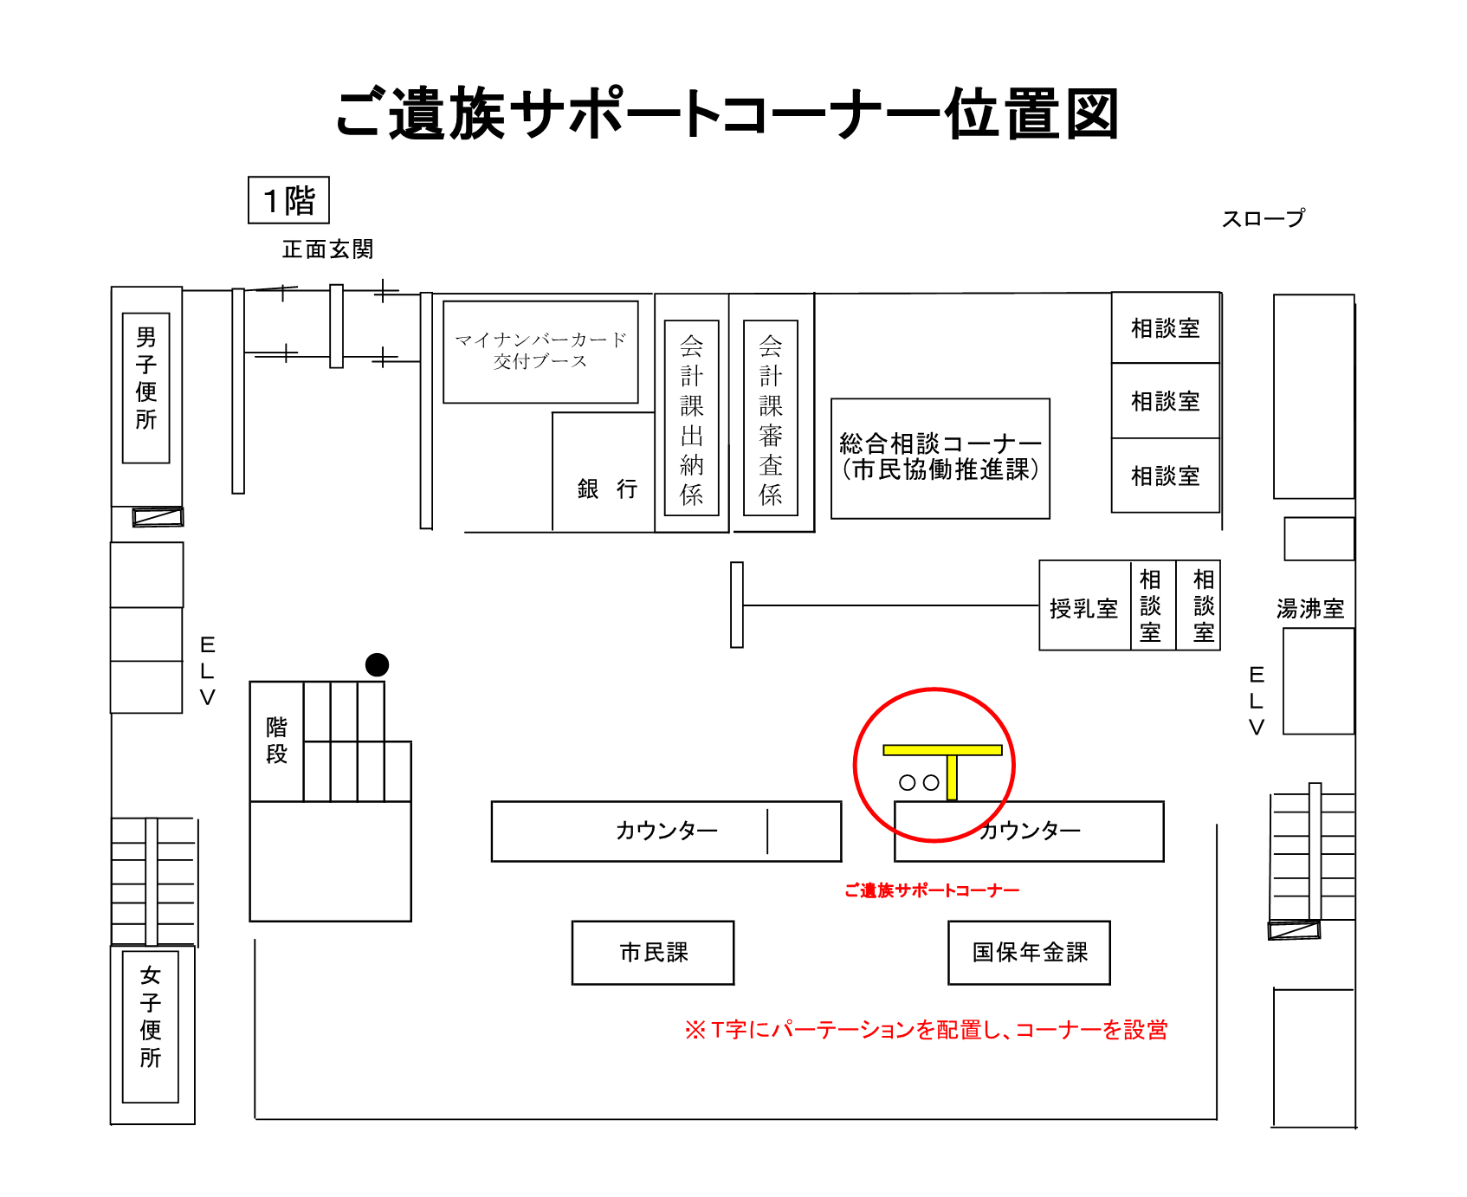 ご遺族サポートコーナー位置図
1階
正面玄関
スロープ
男子便所
マイナンバーカード
交付ブース
会計課出納係
会計課審査係
総合相談コーナー
(市民協働推進課)
相談室
相談室
相談室
銀 行
授乳室
相談室
相談室
湯沸室
ELV
ELV
階段
カウンター
カウンター
ご遺族サポートコーナー
市民課
国保年金課
女子便所
※T字にパーテーションを配置し、コーナーを設営